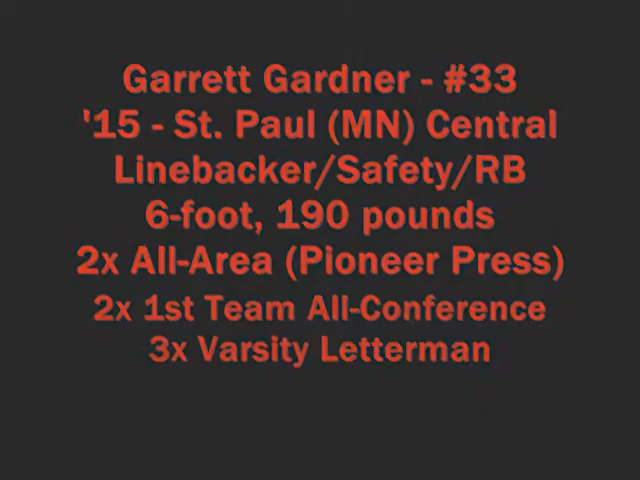 Garrett Gardner - #33
'15 - St. Paul (MN) Central
Linebacker/Safety/RB
6-foot, 190 pounds
2x All-Area (Pioneer Press)
2x 1st Team All-Conference
3x Varsity Letterman